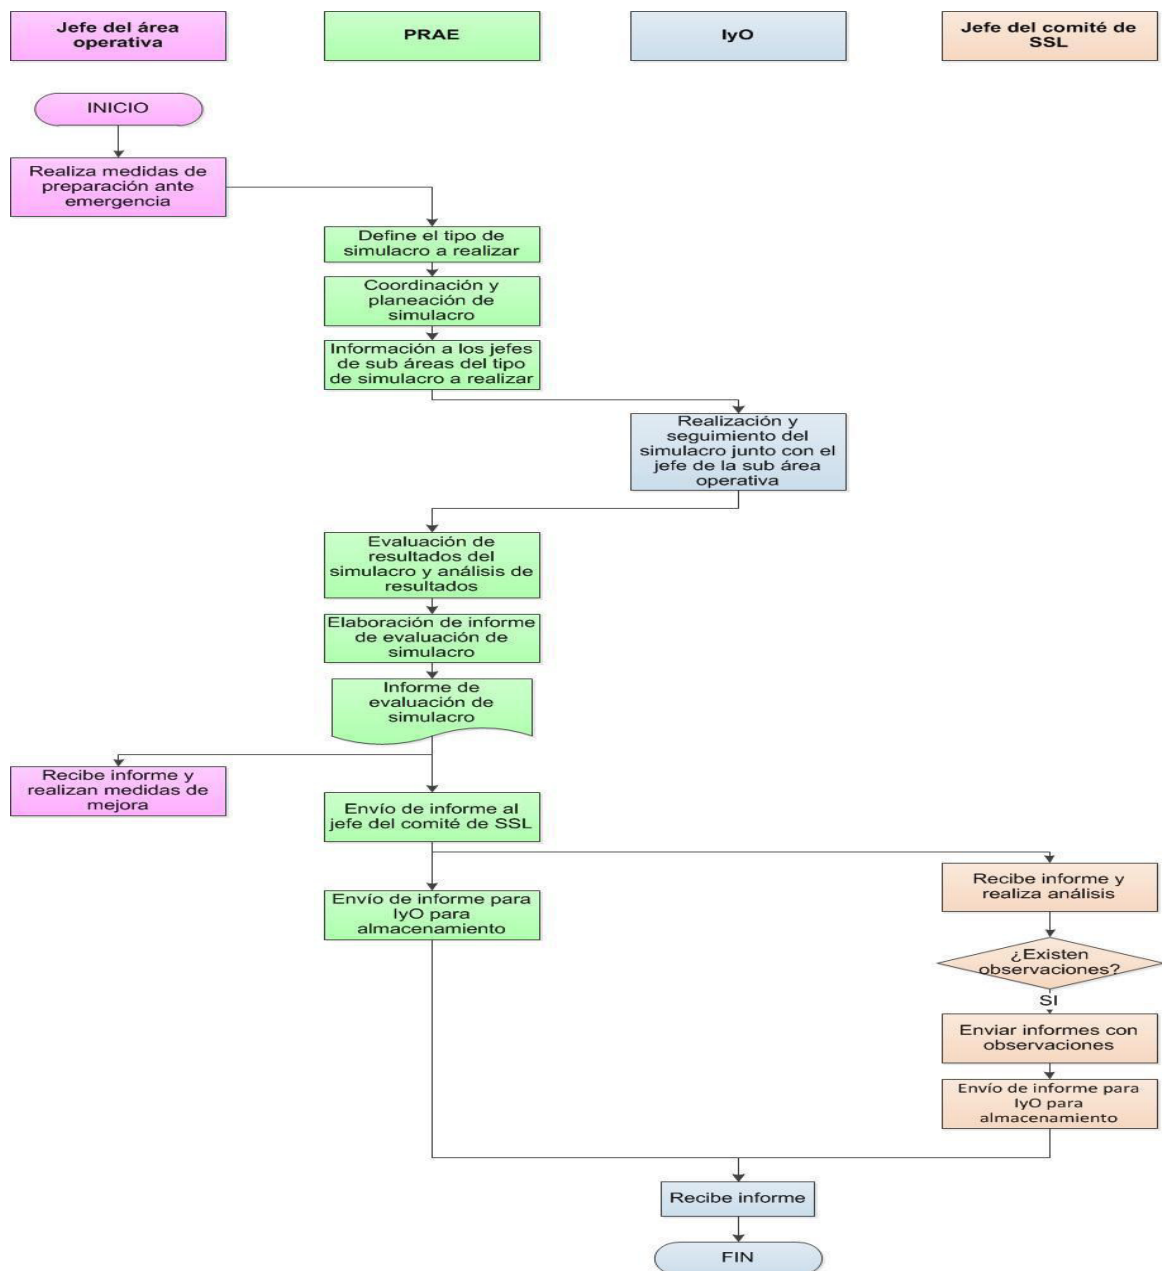 Jefe del área
operativa
PRAE
IyO
Jefe del comité de
SSL
INICIO
Realiza medidas de
preparación ante
emergencia
Define el tipo de
simulacro a realizar
Coordinación y
planeación de
simulacro
Información a los jefes
de sub áreas del tipo
de simulacro a realizar
Realización y
seguimiento del
simulacro junto con el
jefe de la sub área
operativa
Evaluación de
resultados del
simulacro y análisis de
resultados
Elaboración de informe
de evaluación de
simulacro
Informe de
evaluación de
simulacro
Recibe informe y
realizan medidas de
mejora
Envío de informe al
jefe del comité de SSL
Recibe informe y
realiza análisis
Envío de informe para
IyO para
almacenamiento
¿Existen
observaciones?
SI
Enviar informes con
observaciones
Envío de informe para
IyO para
almacenamiento
Recibe informe
FIN